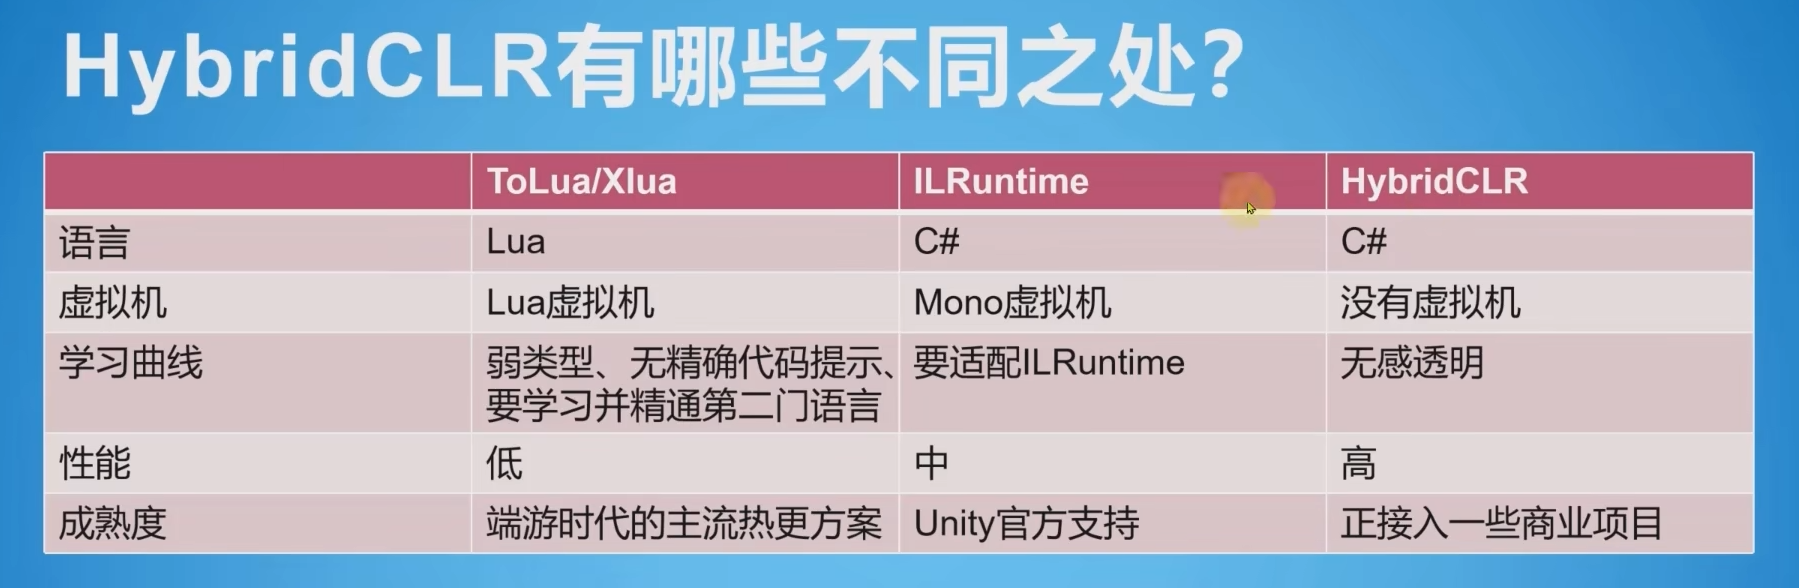 HybridCLR有哪些不同之处?
ToLua/Xlua ILRuntime HybridCLR
语言 Lua C# C#
虚拟机 Lua虚拟机 Mono虚拟机 没有虚拟机
学习曲线 弱类型、无精确代码提示、 要适配ILRuntime 无感透明
要学习并精通第二门语言
性能 低 中 高
成熟度 端游时代的主流热更方案 Unity官方支持 正接入一些商业项目